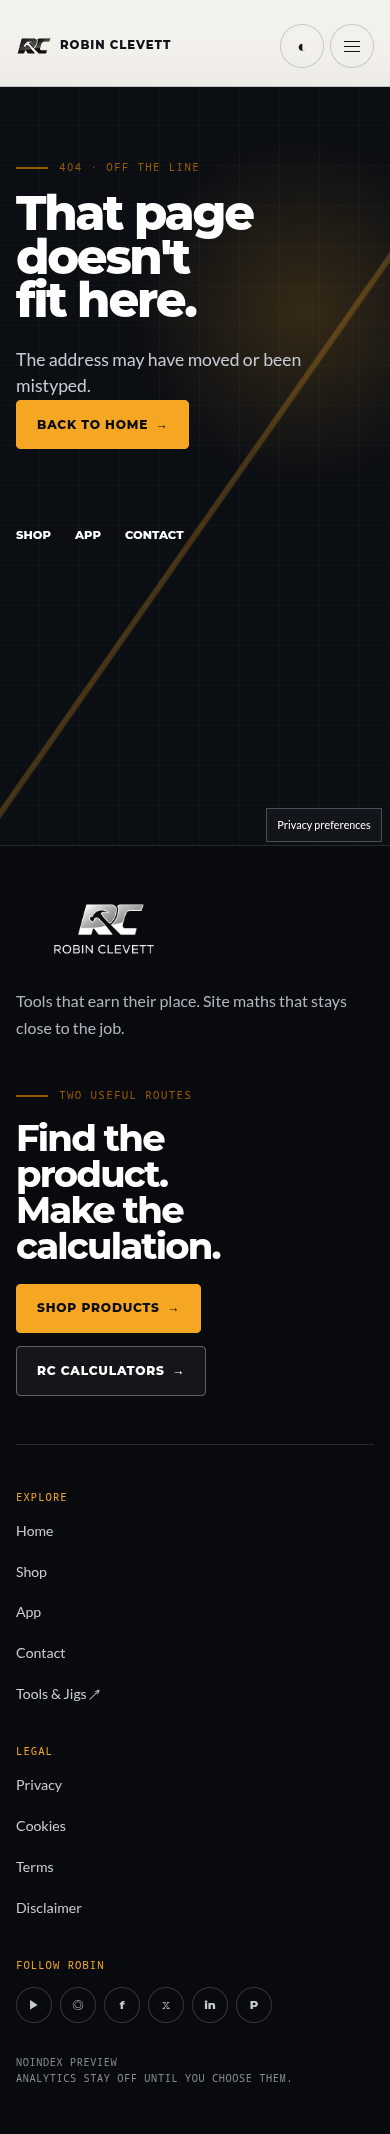 RC ROBIN CLEVETT
404 · OFF THE LINE
That page
doesn't
fit here.
The address may have moved or been
mistyped.
BACK TO HOME →
SHOP APP CONTACT
Privacy preferences
RC
ROBIN CLEVETT
Tools that earn their place. Site maths that stays
close to the job.
TWO USEFUL ROUTES
Find the
product.
Make the
calculation.
SHOP PRODUCTS →
RC CALCULATORS →
EXPLORE
Home
Shop
App
Contact
Tools & Jigs ↗
LEGAL
Privacy
Cookies
Terms
Disclaimer
FOLLOW ROBIN
▶ ◎ f 𝕏 in P
NOINDEX PREVIEW
ANALYTICS STAY OFF UNTIL YOU CHOOSE THEM.